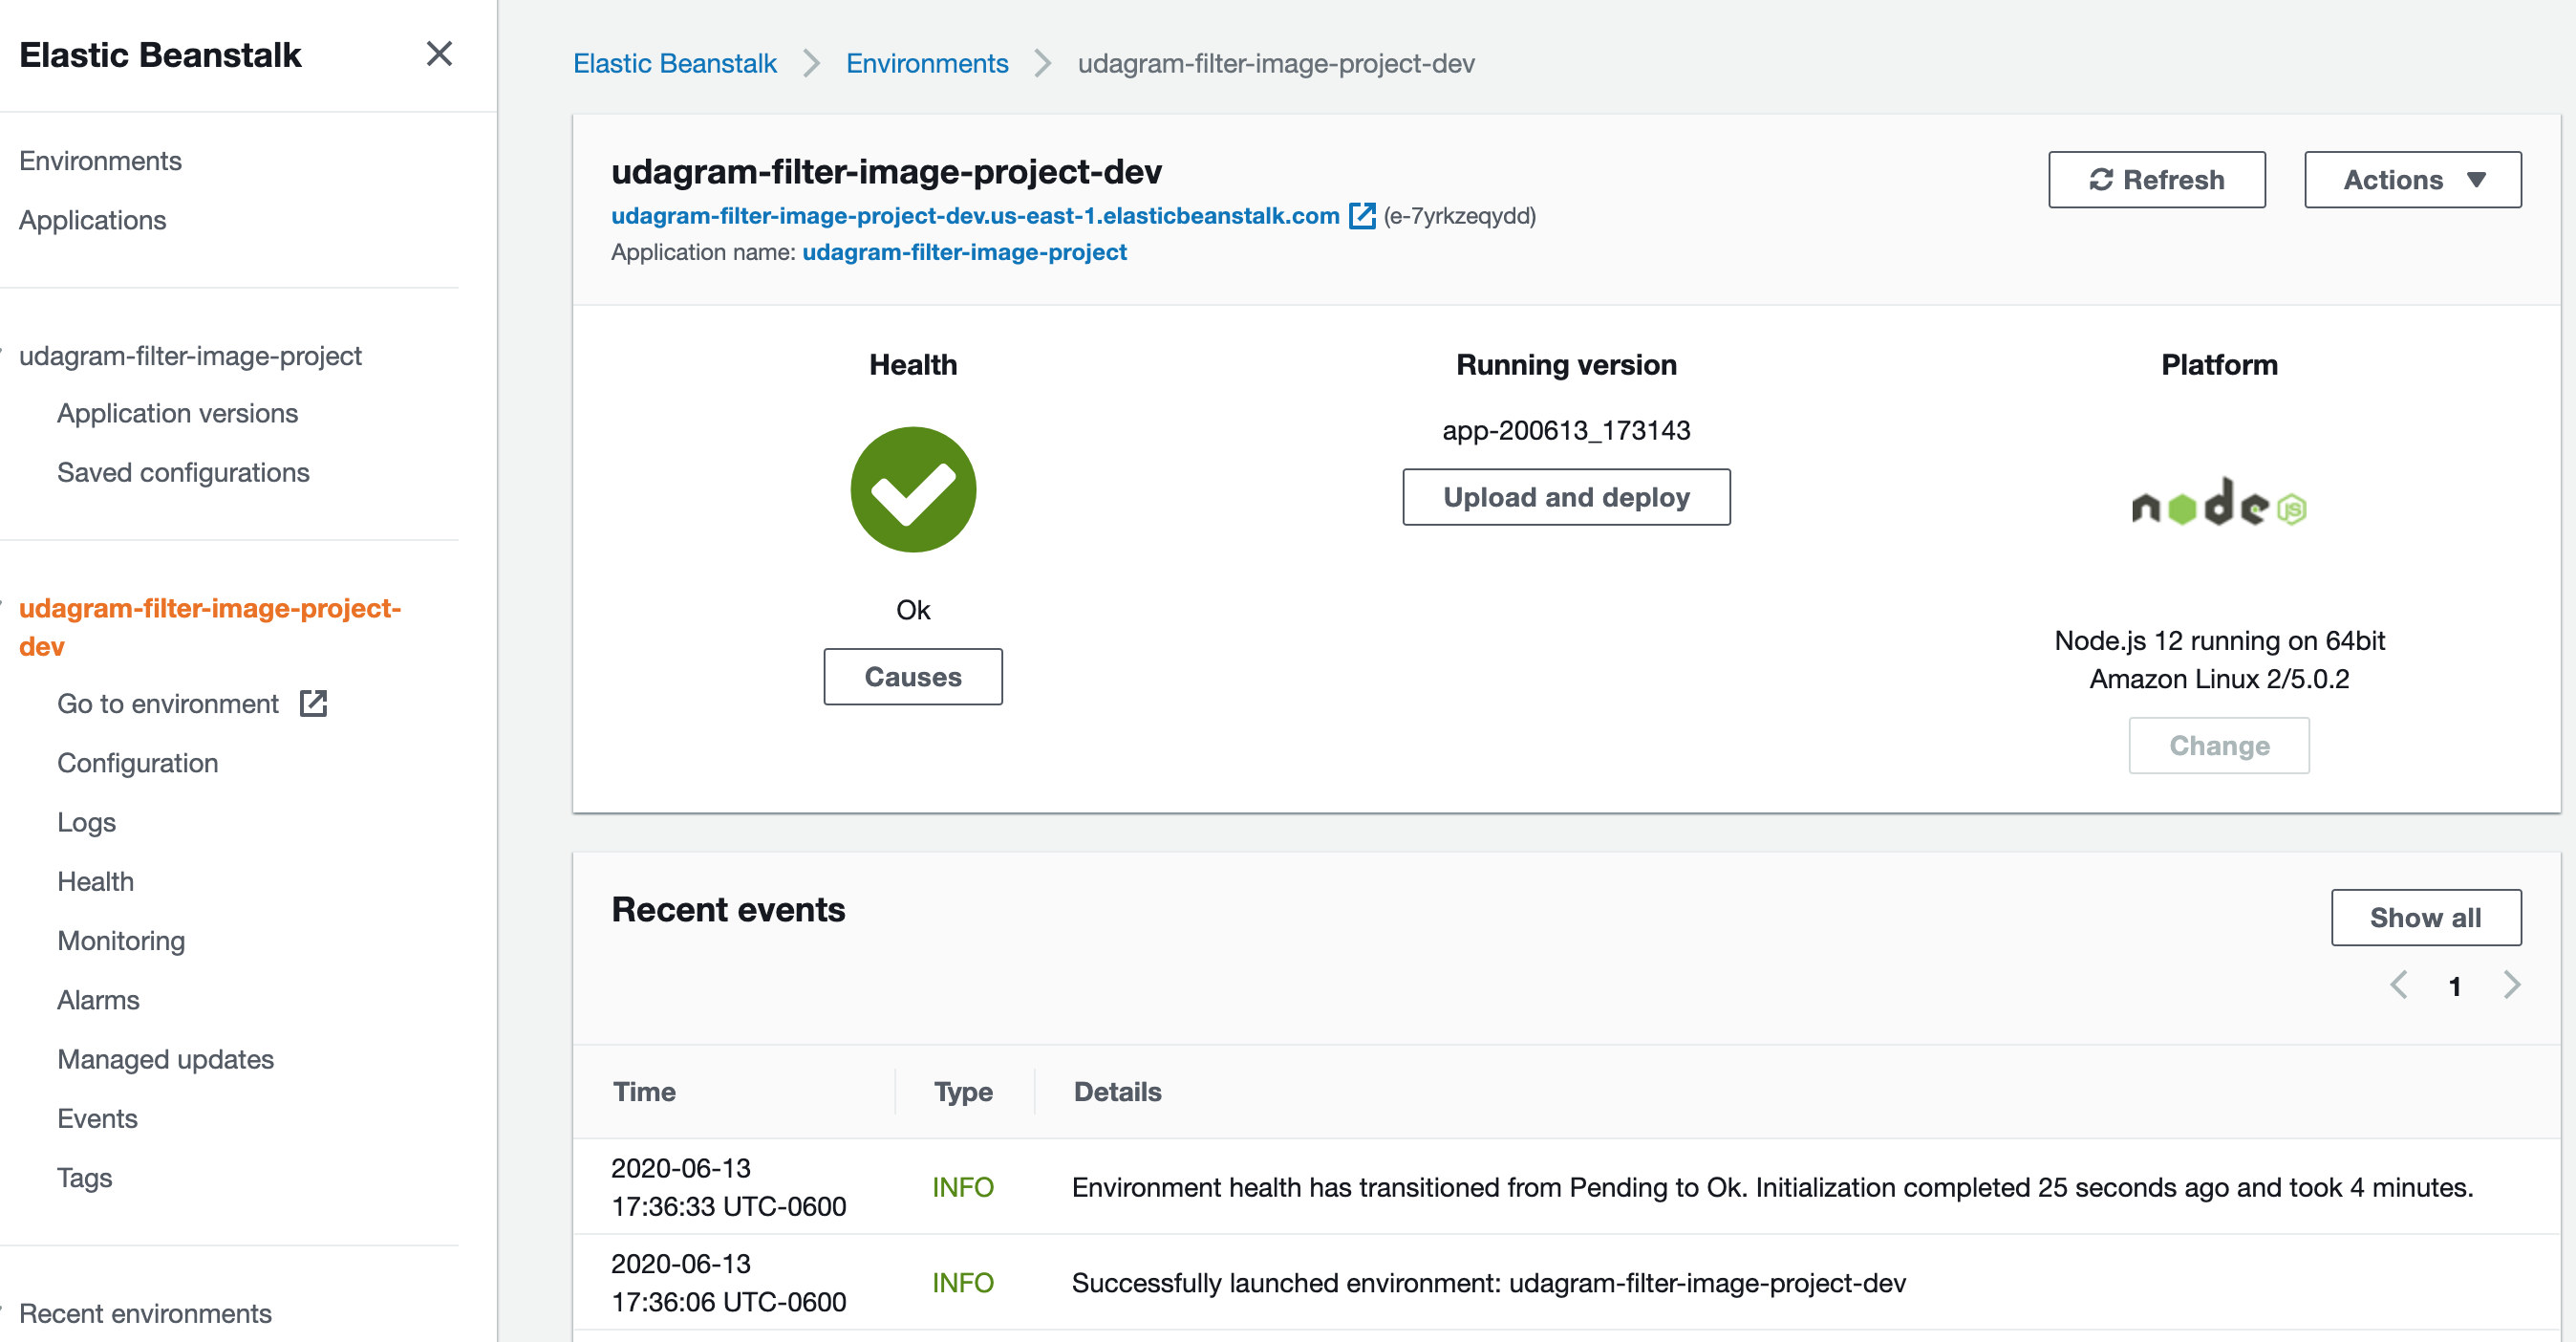 Elastic Beanstalk
Environments
Applications
udagram-filter-image-project
Application versions
Saved configurations
udagram-filter-image-project-
dev
Go to environment
Configuration
Logs
Health
Monitoring
Alarms
Managed updates
Events
Tags
Recent environments
Elastic Beanstalk > Environments > udagram-filter-image-project-dev
udagram-filter-image-project-dev
udagram-filter-image-project-dev.us-east-1.elasticbeanstalk.com (e-7yrkzeqydd)
Application name: udagram-filter-image-project
Refresh
Actions
Health
Ok
Causes
Running version
app-200613_173143
Upload and deploy
Platform
node JS
Node.js 12 running on 64bit
Amazon Linux 2/5.0.2
Change
Recent events
Show all
1
Time Type Details
2020-06-13
17:36:33 UTC-0600
INFO
Environment health has transitioned from Pending to Ok. Initialization completed 25 seconds ago and took 4 minutes.
2020-06-13
17:36:06 UTC-0600
INFO
Successfully launched environment: udagram-filter-image-project-dev